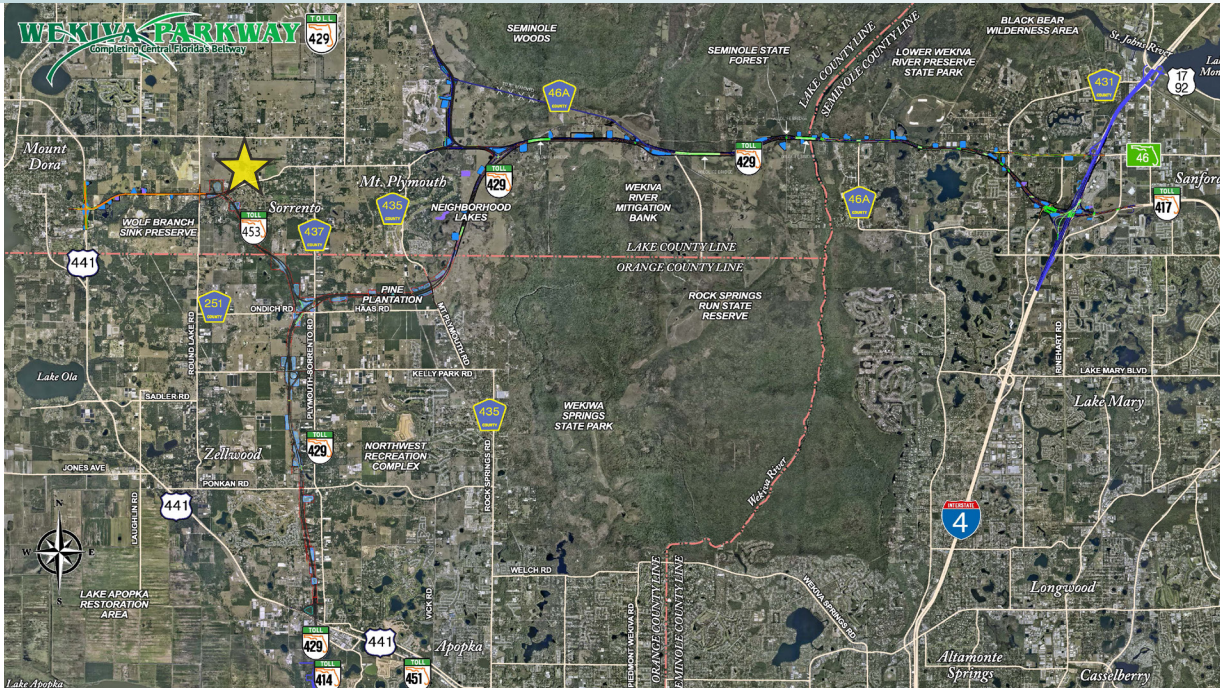 WEKIVA PARKWAY
Completing Central Florida's Beltway
TOLL
429
SEMINOLE
WOODS
SEMINOLE STATE
FOREST
LAKE COUNTY LINE
SEMINOLE COUNTY LINE
LOWER WEKIVA
RIVER PRESERVE
STATE PARK
BLACK BEAR
WILDERNESS AREA
St. Johns River
17
92
431
COUNTY
46A
COUNTY
Mount
Dora
46
Sanford
TOLL
417
TOLL
429
TOLL
429
Mt. Plymouth
435
COUNTY
NEIGHBORHOOD
LAKES
WEKIVA
RIVER
MITIGATION
BANK
46A
COUNTY
WOLF BRANCH
SINK PRESERVE
Sorrento
TOLL
453
437
COUNTY
441
LAKE COUNTY LINE
ORANGE COUNTY LINE
251
COUNTY
ONDICH RD
PINE
PLANTATION
HAAS RD
MT PLYMOUTH RD
ROCK SPRINGS
RUN STATE
RESERVE
ROUND LAKE RD
PLYMOUTH-SORRENTO RD
RINEHART RD
Lake Ola
KELLY PARK RD
LAKE MARY BLVD
SADLER RD
Lake Mary
435
COUNTY
WEKIWA
SPRINGS
STATE PARK
Zellwood
TOLL
429
NORTHWEST
RECREATION
COMPLEX
ROCK SPRINGS RD
JONES AVE
PONKAN RD
Wekiva River
441
LAUGHLIN RD
INTERSTATE
4
N
W
E
S
WELCH RD
WEKIVA SPRINGS RD
Longwood
LAKE APOPKA
RESTORATION
AREA
VICK RD
PIEDMONT WEKIVA RD
ORANGE COUNTY LINE
SEMINOLE COUNTY LINE
TOLL
429
441
Apopka
Altamonte
Springs
Casselberry
TOLL
414
TOLL
451
Lake Apopka